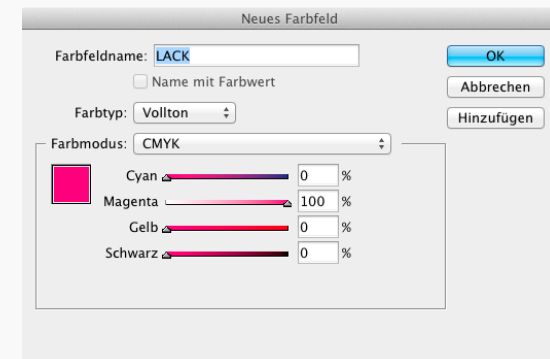 Neues Farbfeld
Farbfeldname: LACK
OK
Name mit Farbwert
Abbrechen
Farbtyp: Vollton
Hinzufügen
Farbmodus: CMYK
Cyan 0 %
Magenta 100 %
Gelb 0 %
Schwarz 0 %